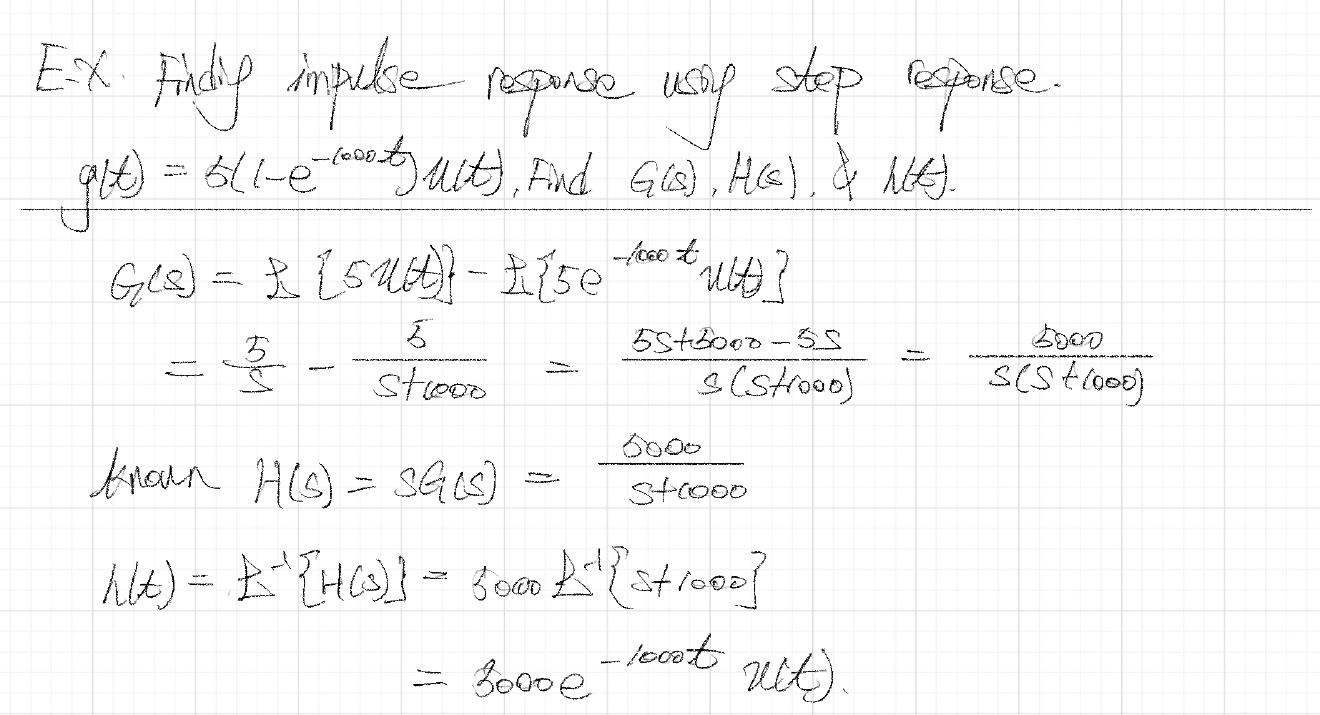 EX. Finding impulse response using step response.
g(t) = 5(1-e^{-1000t})u(t), Find G(s), H(s), & h(t).
G(s) = ℒ{5u(t)} - ℒ{5e^{-1000t}u(t)}
= 5/s - 5/(s+1000) = (5s+5000-5s)/(s(s+1000)) = 5000/(s(s+1000))
known H(s) = sG(s) = 5000/(s+1000)
h(t) = ℒ^{-1}{H(s)} = 5000 ℒ^{-1}{s+1000}
= 5000e^{-1000t} u(t).